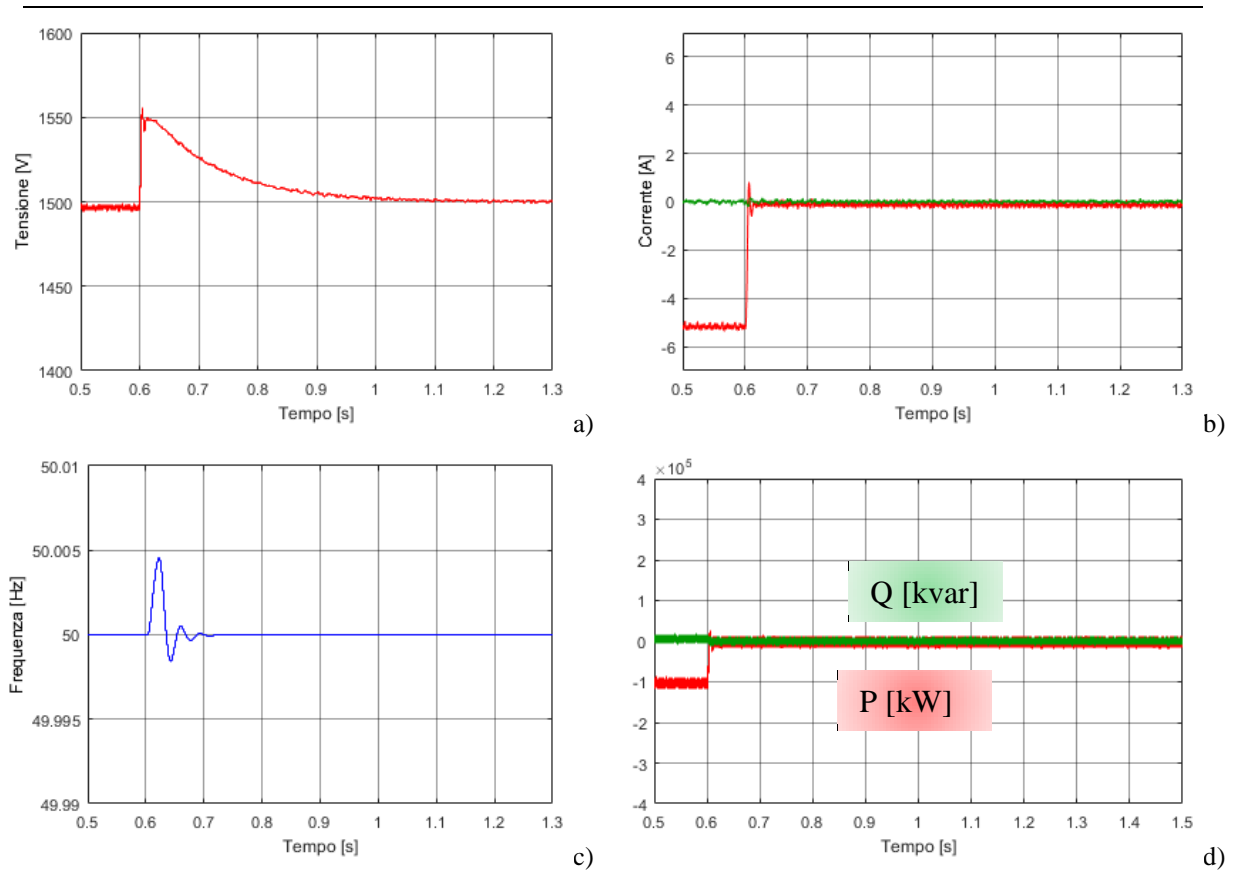 1600
1550
1500
1450
1400
Tensione [V]
0.5 0.6 0.7 0.8 0.9 1 1.1 1.2 1.3
Tempo [s]
a)
6
4
2
0
-2
-4
-6
Corrente [A]
0.5 0.6 0.7 0.8 0.9 1 1.1 1.2 1.3
Tempo [s]
b)
50.01
50.005
50
49.995
49.99
Frequenza [Hz]
0.5 0.6 0.7 0.8 0.9 1 1.1 1.2 1.3
Tempo [s]
c)
×10^5
4
3
2
1
0
-1
-2
-3
-4
Q [kvar]
P [kW]
0.5 0.6 0.7 0.8 0.9 1 1.1 1.2 1.3 1.4 1.5
Tempo [s]
d)